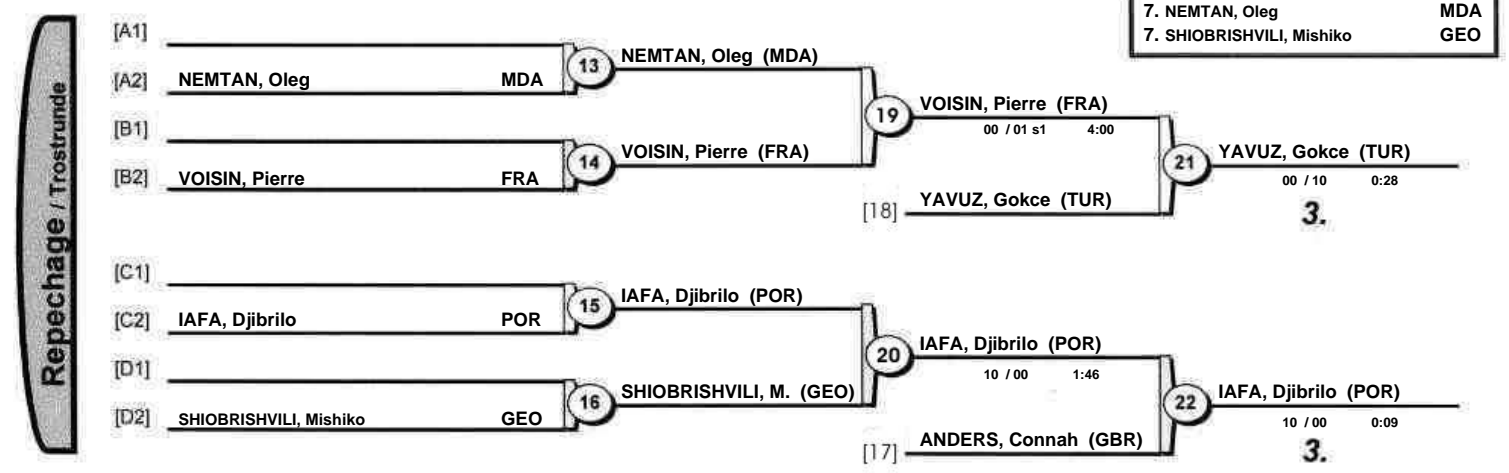 7. NEMTAN, Oleg MDA
7. SHIOBRISHVILI, Mishiko GEO
Repechage / Trostrunde
[A1]
[A2] NEMTAN, Oleg MDA
13
NEMTAN, Oleg (MDA)
[B1]
[B2] VOISIN, Pierre FRA
14
VOISIN, Pierre (FRA)
19
VOISIN, Pierre (FRA)
00 / 01 s1 4:00
[18] YAVUZ, Gokce (TUR)
21
YAVUZ, Gokce (TUR)
00 / 10 0:28
3.
[C1]
[C2] IAFA, Djibrilo POR
15
IAFA, Djibrilo (POR)
[D1]
[D2] SHIOBRISHVILI, Mishiko GEO
16
SHIOBRISHVILI, M. (GEO)
20
IAFA, Djibrilo (POR)
10 / 00 1:46
[17] ANDERS, Connah (GBR)
22
IAFA, Djibrilo (POR)
10 / 00 0:09
3.